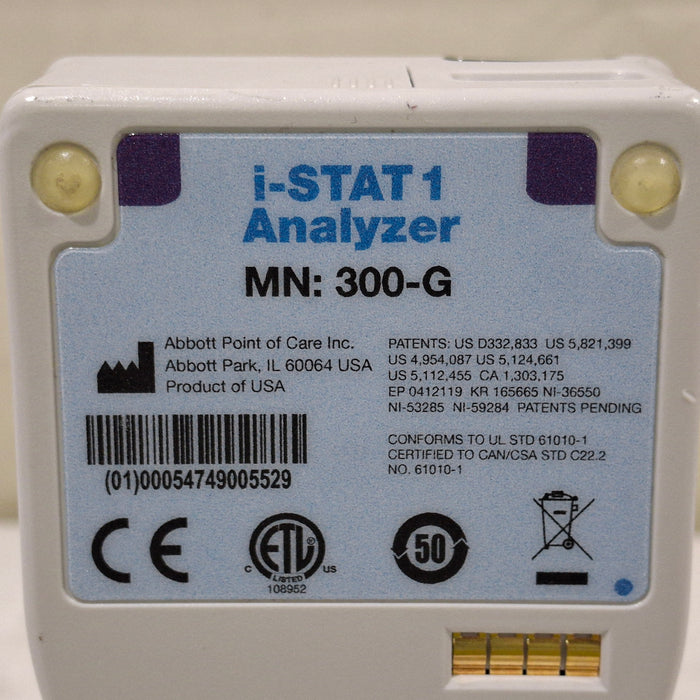 i-STAT 1
Analyzer
MN: 300-G
Abbott Point of Care Inc.
Abbott Park, IL 60064 USA
Product of USA
PATENTS: US D332,833 US 5,821,399
US 4,954,087 US 5,124,661
US 5,112,455 CA 1,303,175
EP 0412119 KR 165665 NI-36550
NI-53285 NI-59284 PATENTS PENDING
CONFORMS TO UL STD 61010-1
CERTIFIED TO CAN/CSA STD C22.2
NO. 61010-1
(01)00054749005529
CE
ETL ®
C LISTED US
108952
50